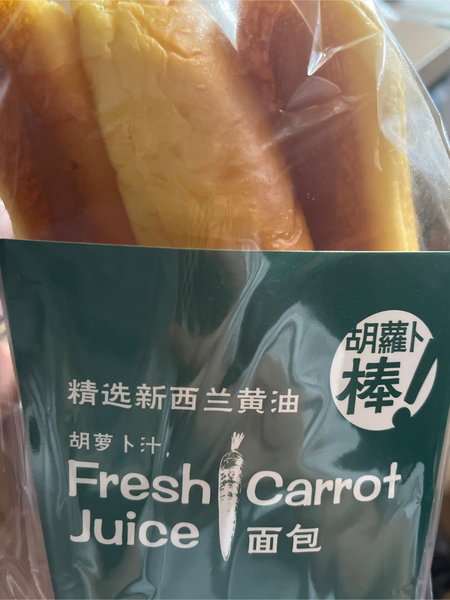 胡蘿卜
棒!
精选新西兰黄油
胡萝卜汁,
Fresh Carrot
Juice 面包